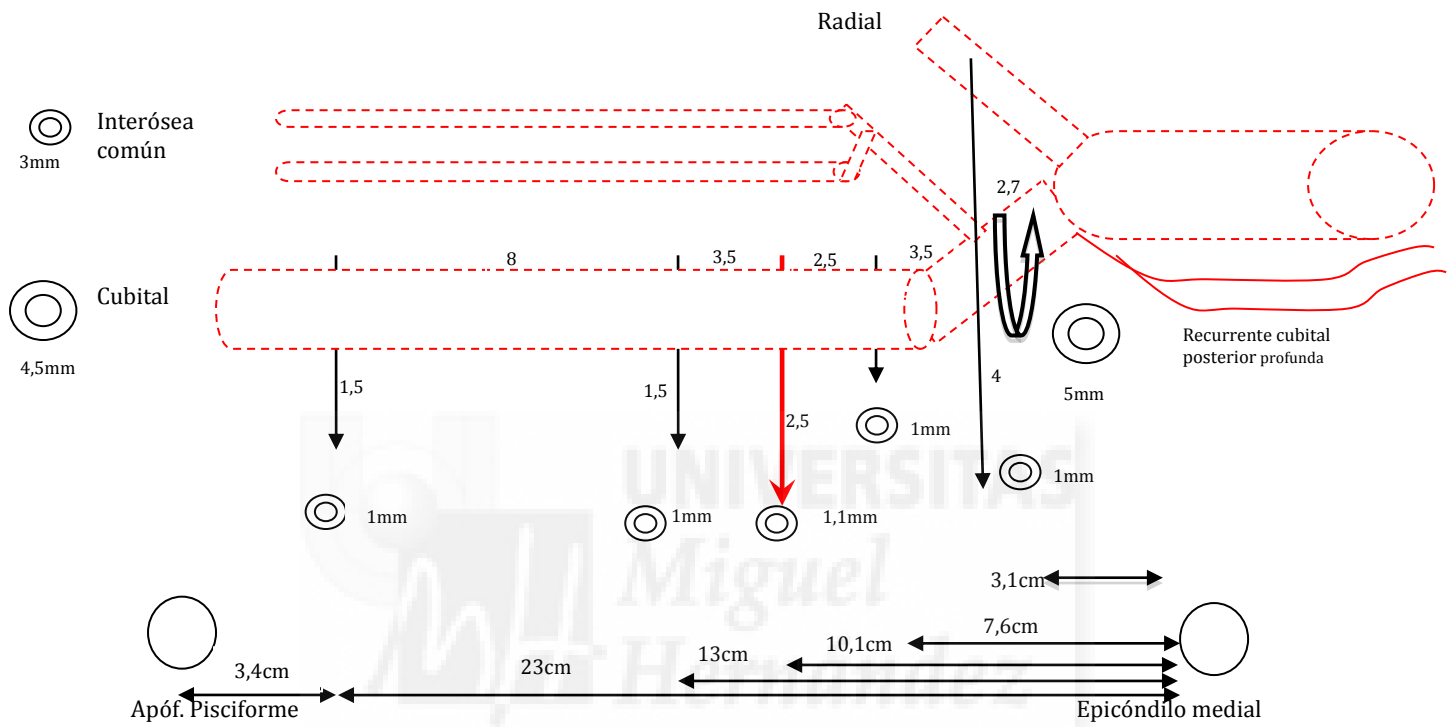 Radial
Interósea
común
3mm
2,7
8
3,5
2,5
3,5
Cubital
4,5mm
Recurrente cubital
posterior profunda
5mm
1,5
1,5
2,5
4
1mm
1mm
1mm
1mm
1,1mm
UNIVERSITAS
Miguel
Hernandez
3,1cm
7,6cm
10,1cm
13cm
23cm
3,4cm
Apóf. Pisciforme
Epicóndilo medial